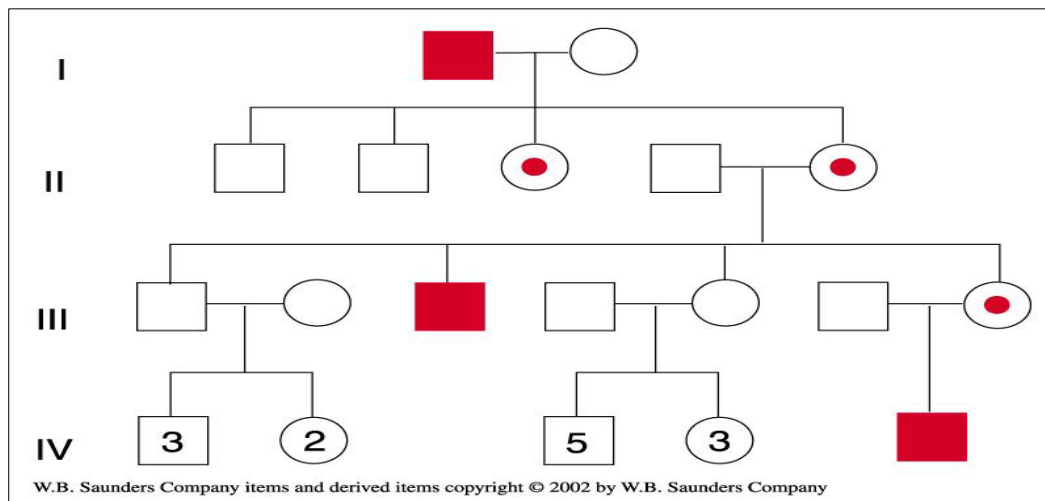 I
II
III
IV 3 2 5 3
W.B. Saunders Company items and derived items copyright © 2002 by W.B. Saunders Company